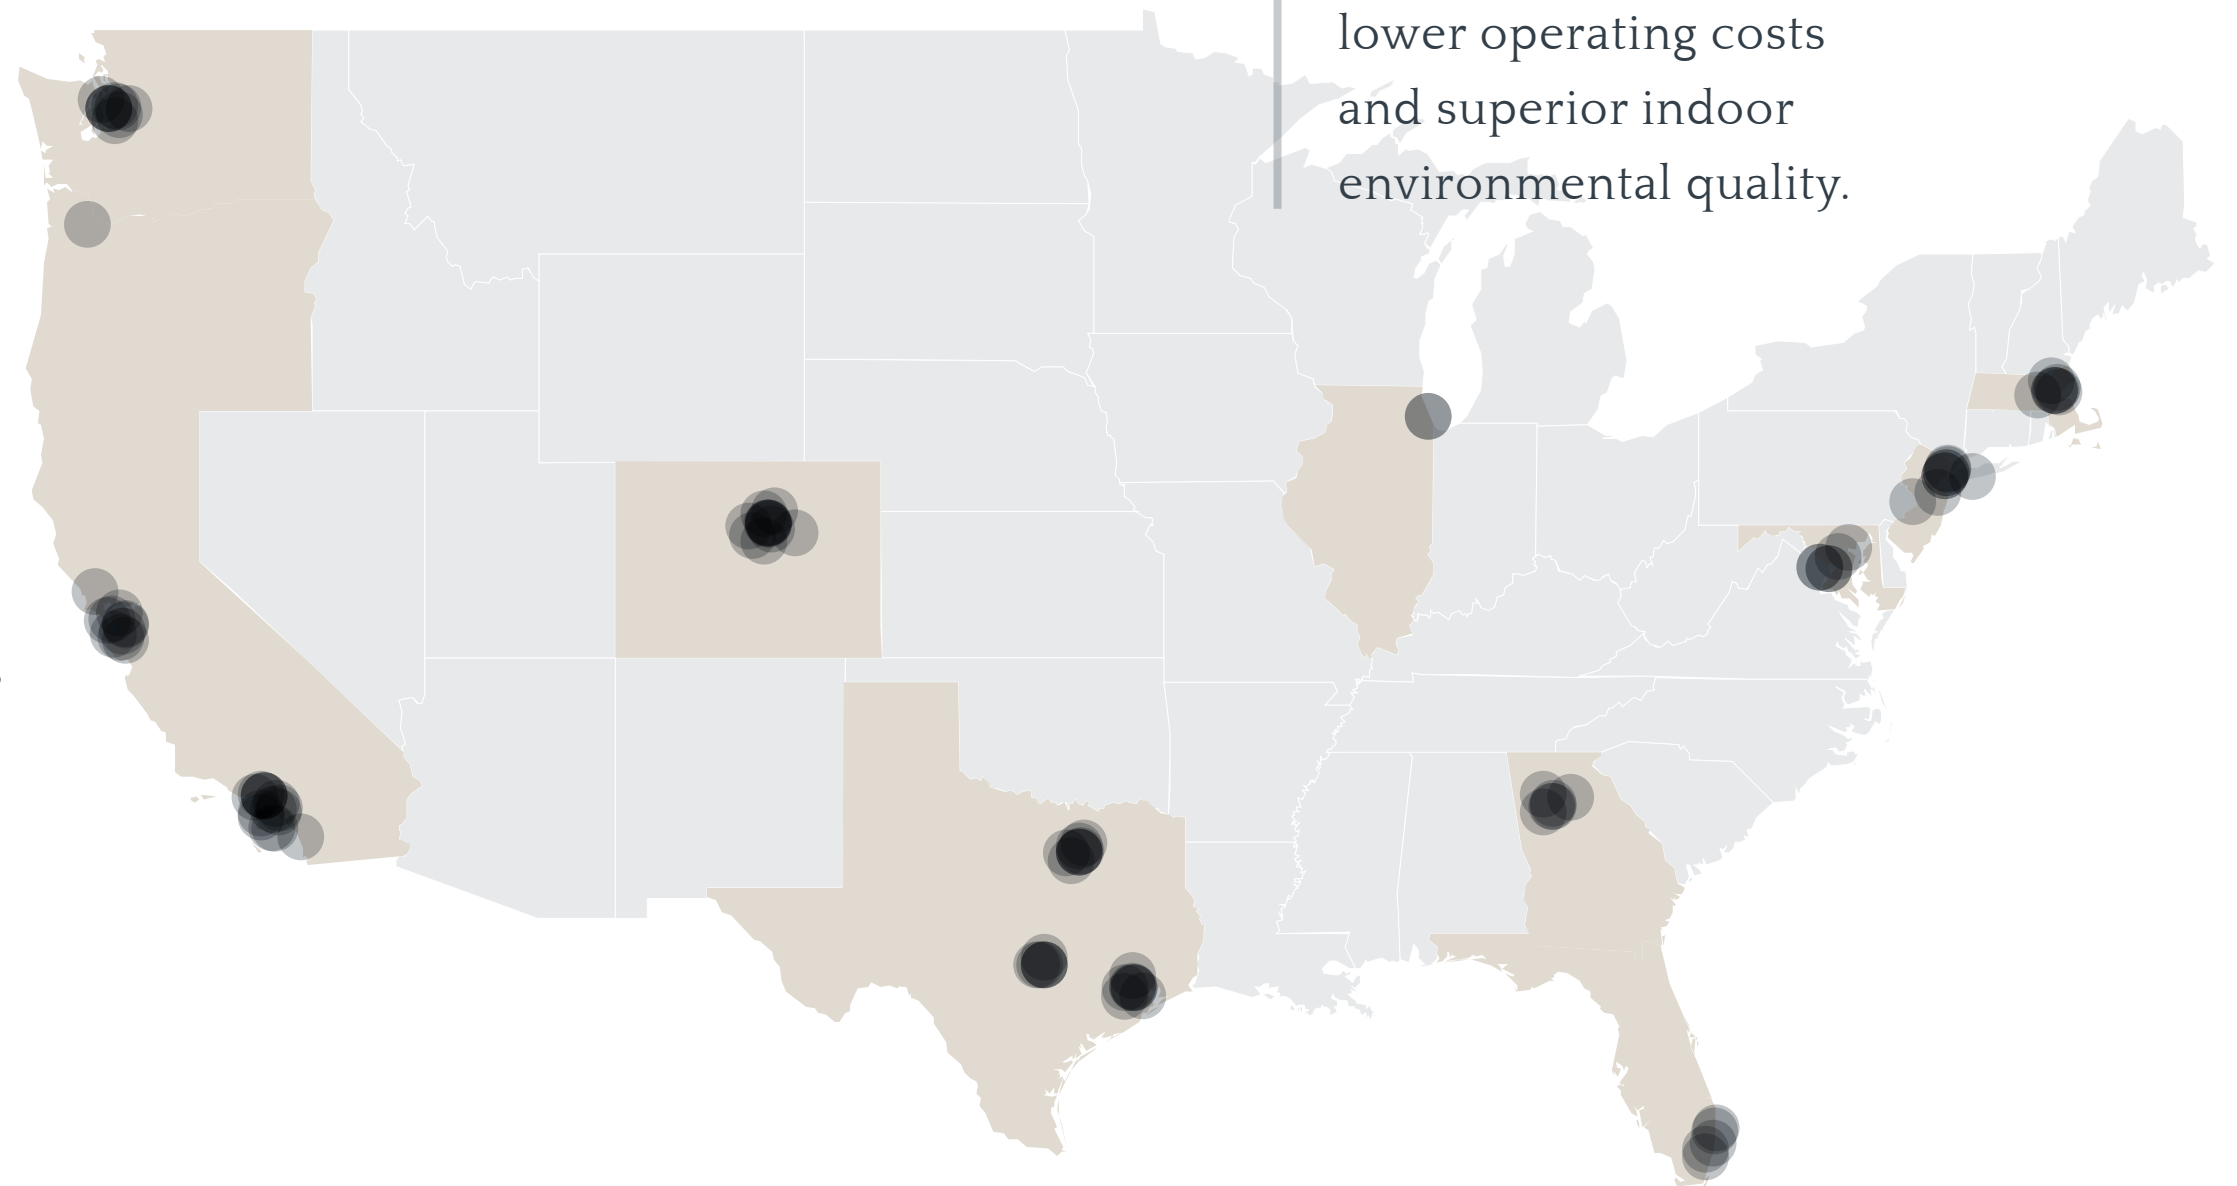 lower operating costs
and superior indoor
environmental quality.